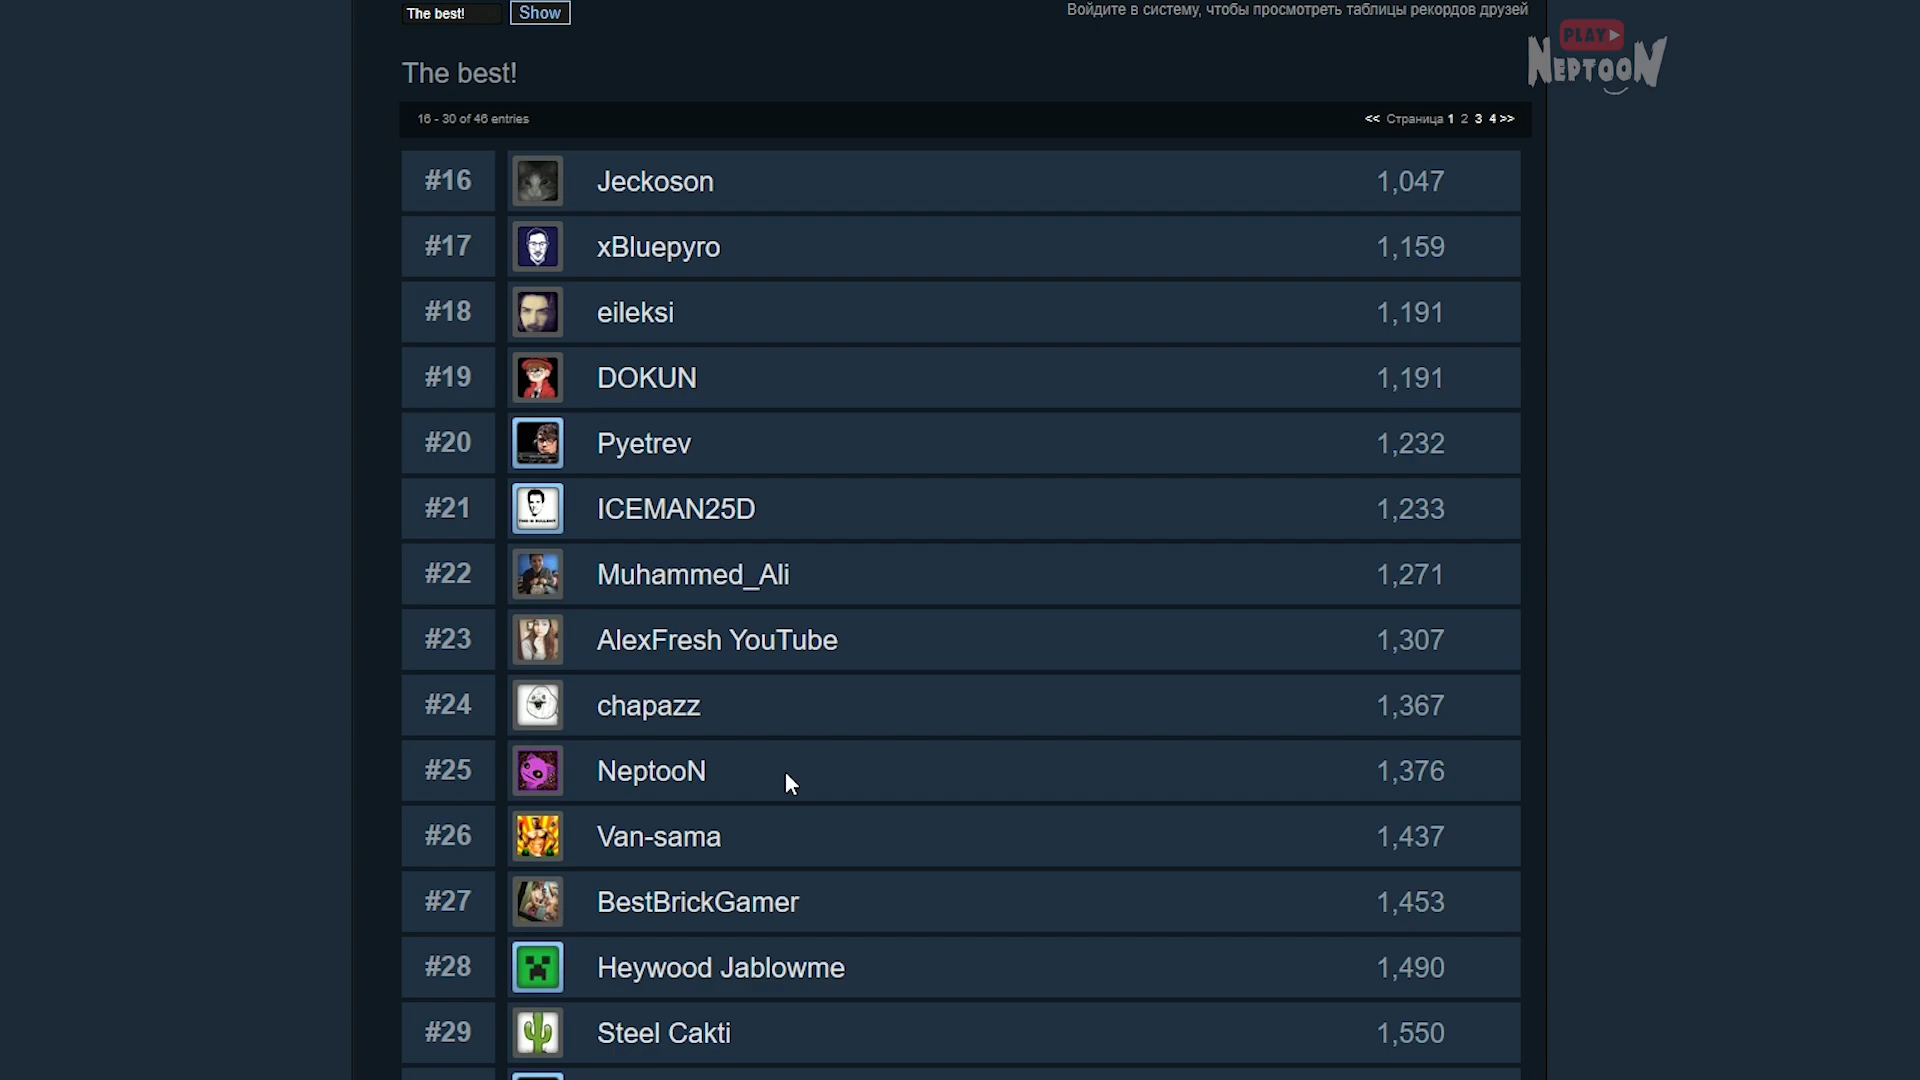 The best! Show Войдите в систему, чтобы просмотреть таблицы рекордов друзей
PLAY
NEPTOON
The best!
16 - 30 of 46 entries << Страница 1 2 3 4 >>
#16 Jeckoson 1,047
#17 xBluepyro 1,159
#18 eileksi 1,191
#19 DOKUN 1,191
#20 Pyetrev 1,232
#21 ICEMAN25D 1,233
#22 Muhammed_Ali 1,271
#23 AlexFresh YouTube 1,307
#24 chapazz 1,367
#25 NeptooN 1,376
#26 Van-sama 1,437
#27 BestBrickGamer 1,453
#28 Heywood Jablowme 1,490
#29 Steel Cakti 1,550